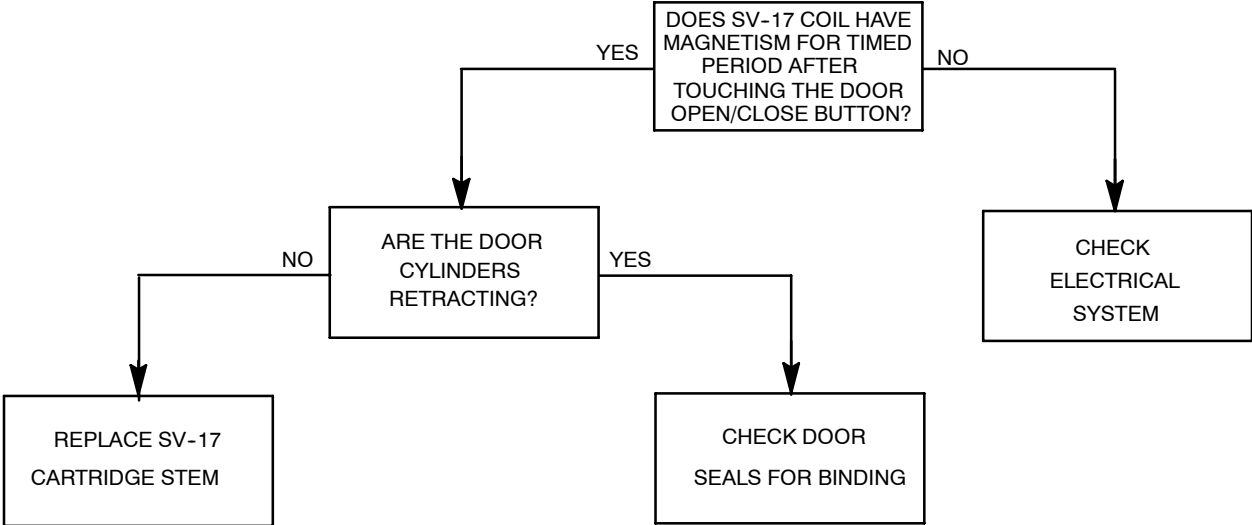 DOES SV-17 COIL HAVE
MAGNETISM FOR TIMED
PERIOD AFTER
TOUCHING THE DOOR
OPEN/CLOSE BUTTON?
YES
NO
ARE THE DOOR
CYLINDERS
RETRACTING?
NO
YES
CHECK
ELECTRICAL
SYSTEM
REPLACE SV-17
CARTRIDGE STEM
CHECK DOOR
SEALS FOR BINDING